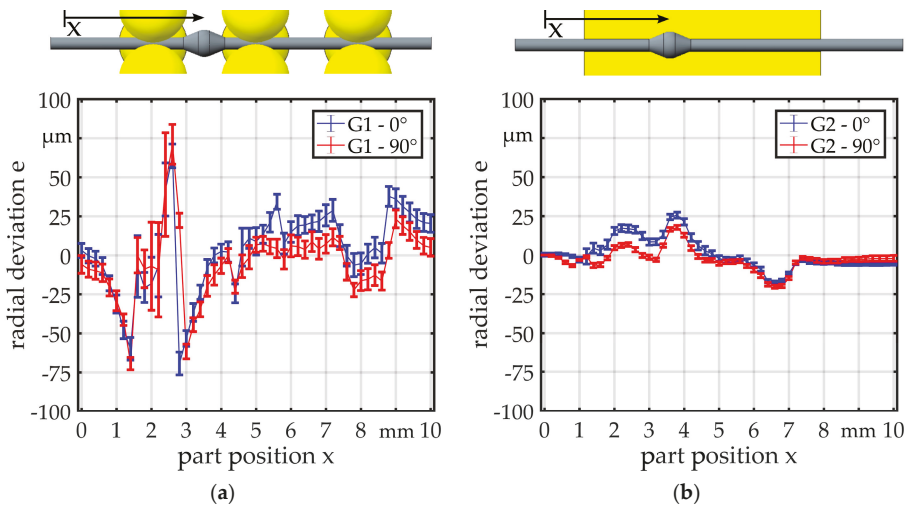 x
100
μm
50
25
0
-25
-50
-75
-100
radial deviation e
G1 - 0°
G1 - 90°
0 1 2 3 4 5 6 7 8 mm 10
part position x
(a)
x
100
μm
50
25
0
-25
-50
-75
-100
radial deviation e
G2 - 0°
G2 - 90°
0 1 2 3 4 5 6 7 8 mm 10
part position x
(b)